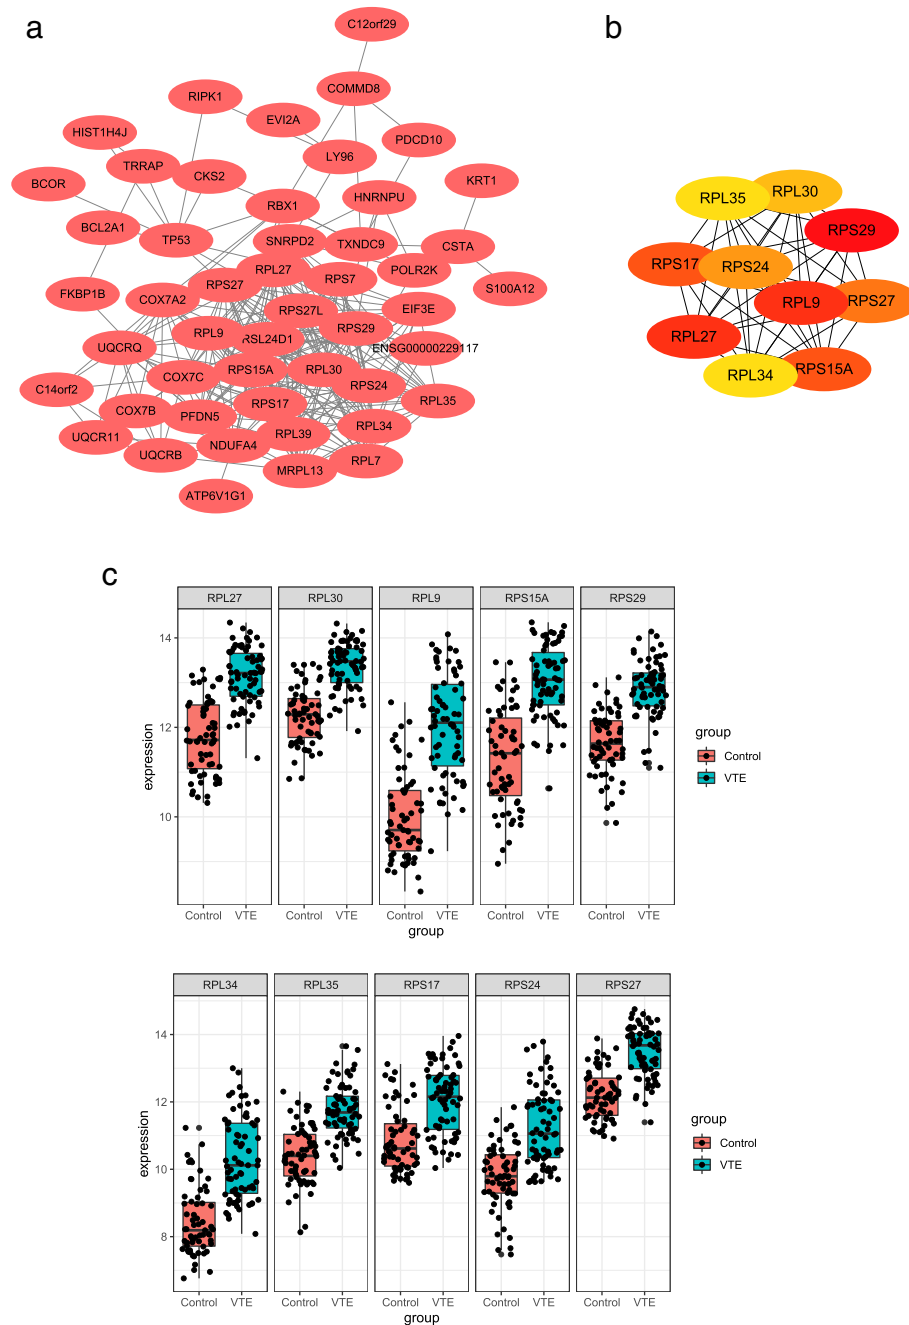 a
C12orf29
COMMD8
RIPK1
EVI2A
HIST1H4J
PDCD10
LY96
TRRAP
CKS2
KRT1
BCOR
HNRNPU
RBX1
BCL2A1
TP53
SNRPD2
TXNDC9
CSTA
RPL27
POLR2K
RPS7
RPS27
S100A12
FKBP1B
COX7A2
EIF3E
RPS27L
RPS29
RPL9
RSL24D1
UQCRQ
ENSG00000229117
RPS15A
RPL30
COX7C
RPS24
C14orf2
RPL35
RPS17
COX7B
PFDN5
RPL34
UQCR11
RPL39
NDUFA4
UQCRB
RPL7
MRPL13
ATP6V1G1
b
RPL35
RPL30
RPS29
RPS17
RPS24
RPL9
RPS27
RPL27
RPL34
RPS15A
c
RPL27 RPL30 RPL9 RPS15A RPS29
14
12
10
expression
Control VTE Control VTE Control VTE Control VTE Control VTE
group
group
Control
VTE
RPL34 RPL35 RPS17 RPS24 RPS27
14
12
10
8
expression
Control VTE Control VTE Control VTE Control VTE Control VTE
group
group
Control
VTE